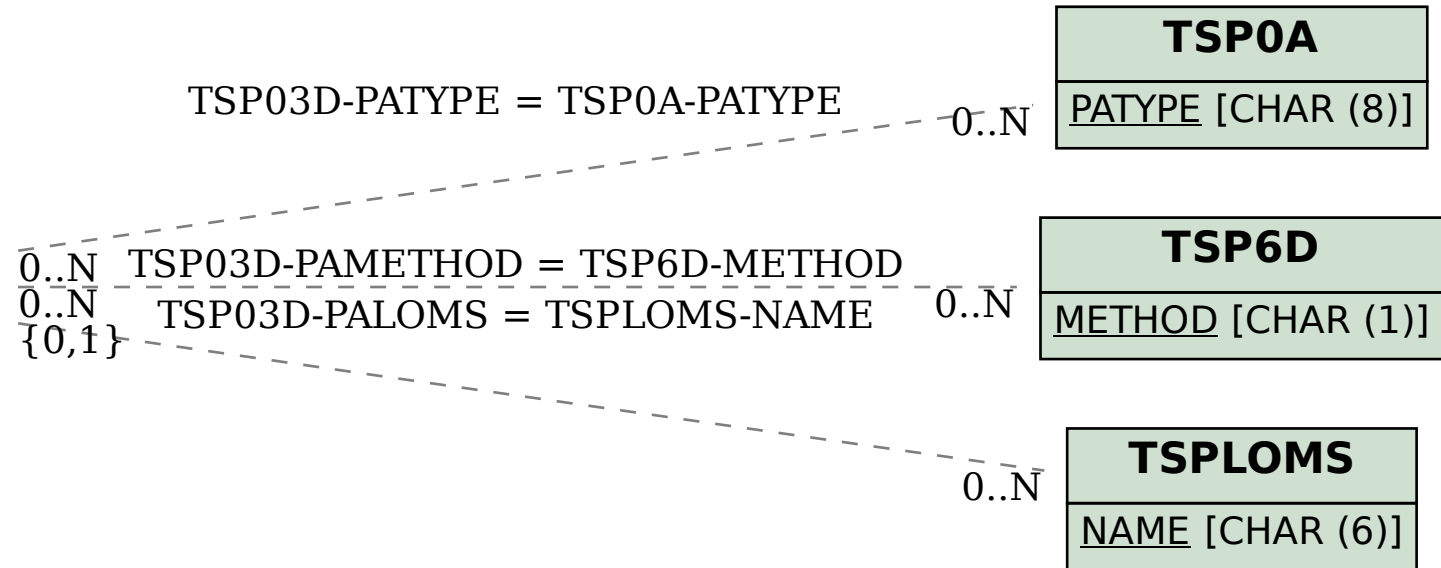 TSP0A
TSP03D-PATYPE = TSP0A-PATYPE
0..N
PATYPE [CHAR (8)]
0..N
TSP03D-PAMETHOD = TSP6D-METHOD
TSP6D
0..N
TSP03D-PALOMS = TSPLOMS-NAME
0..N
METHOD [CHAR (1)]
{0,1}
TSPLOMS
0..N
NAME [CHAR (6)]